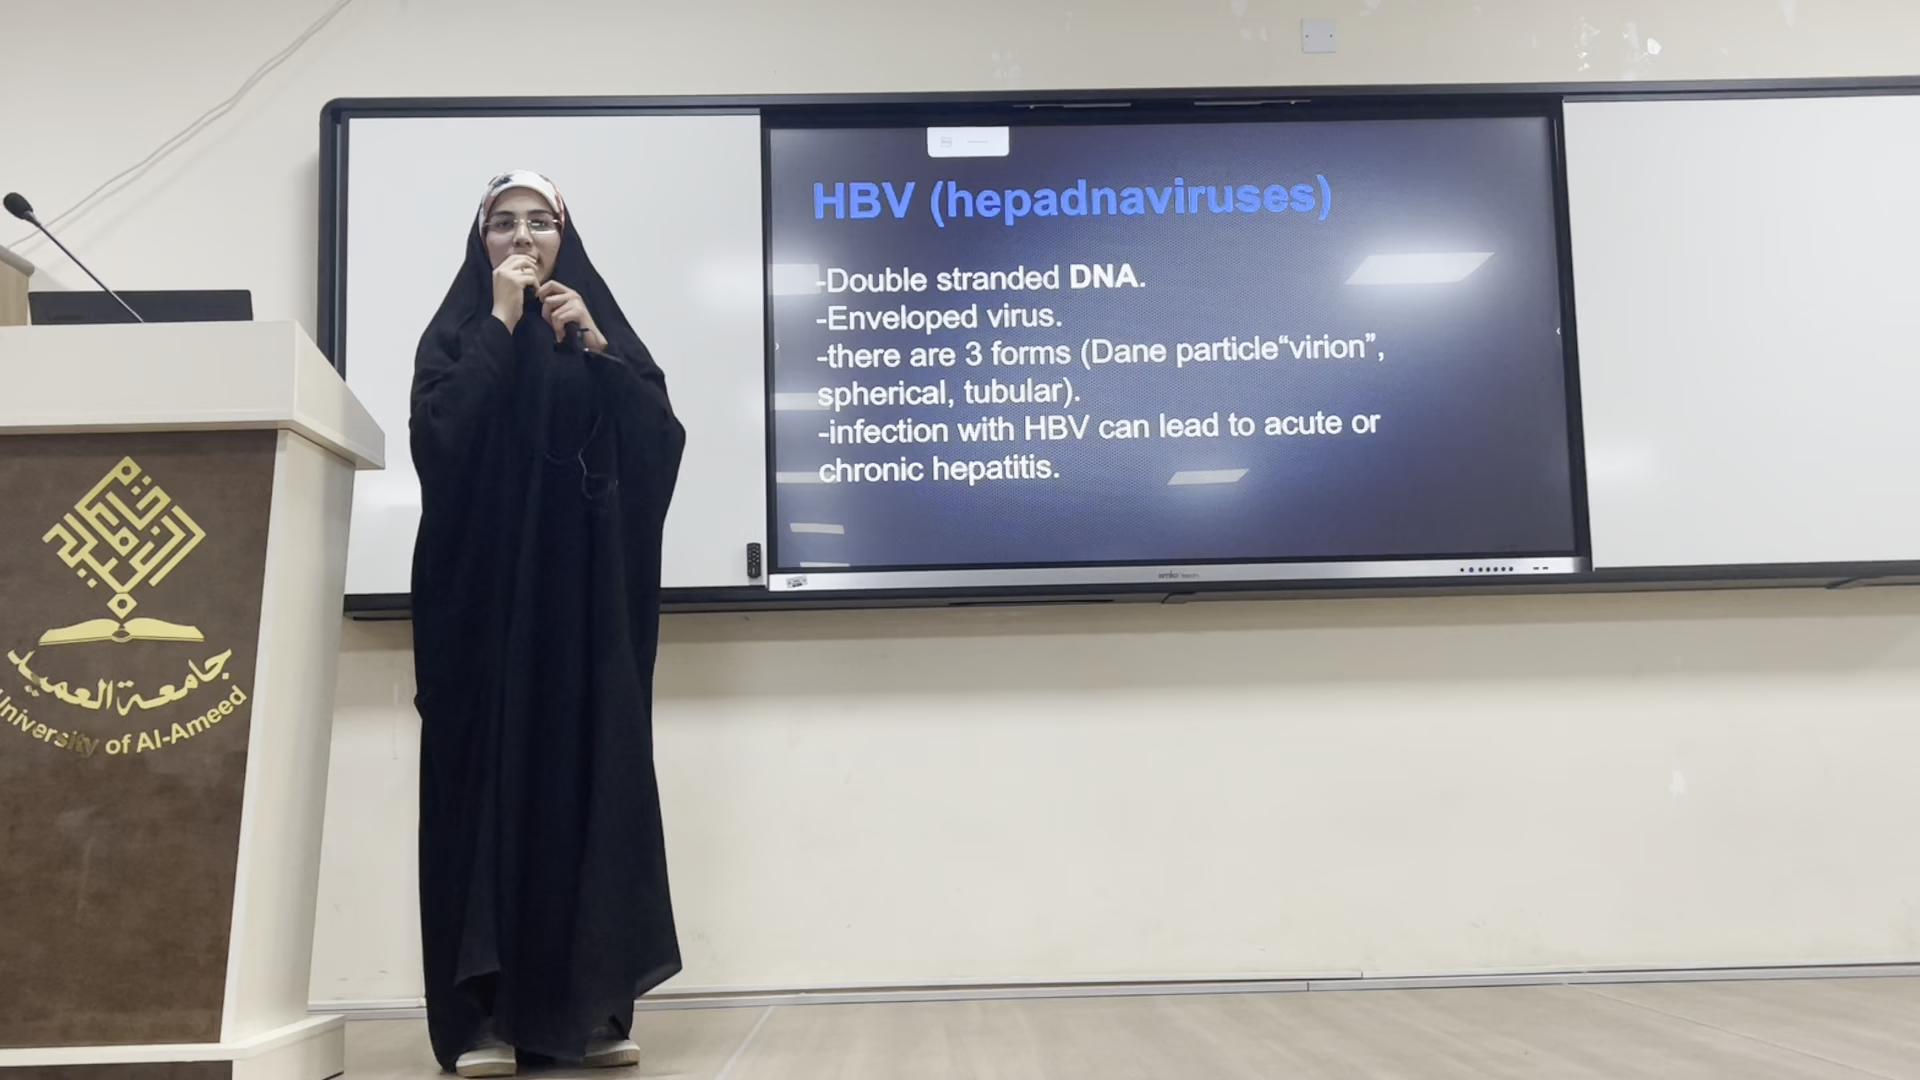 HBV (hepadnaviruses)
-Double stranded DNA.
-Enveloped virus.
-there are 3 forms (Dane particle“virion”,
spherical, tubular).
-infection with HBV can lead to acute or
chronic hepatitis.
جامعة العميد
University of Al-Ameed